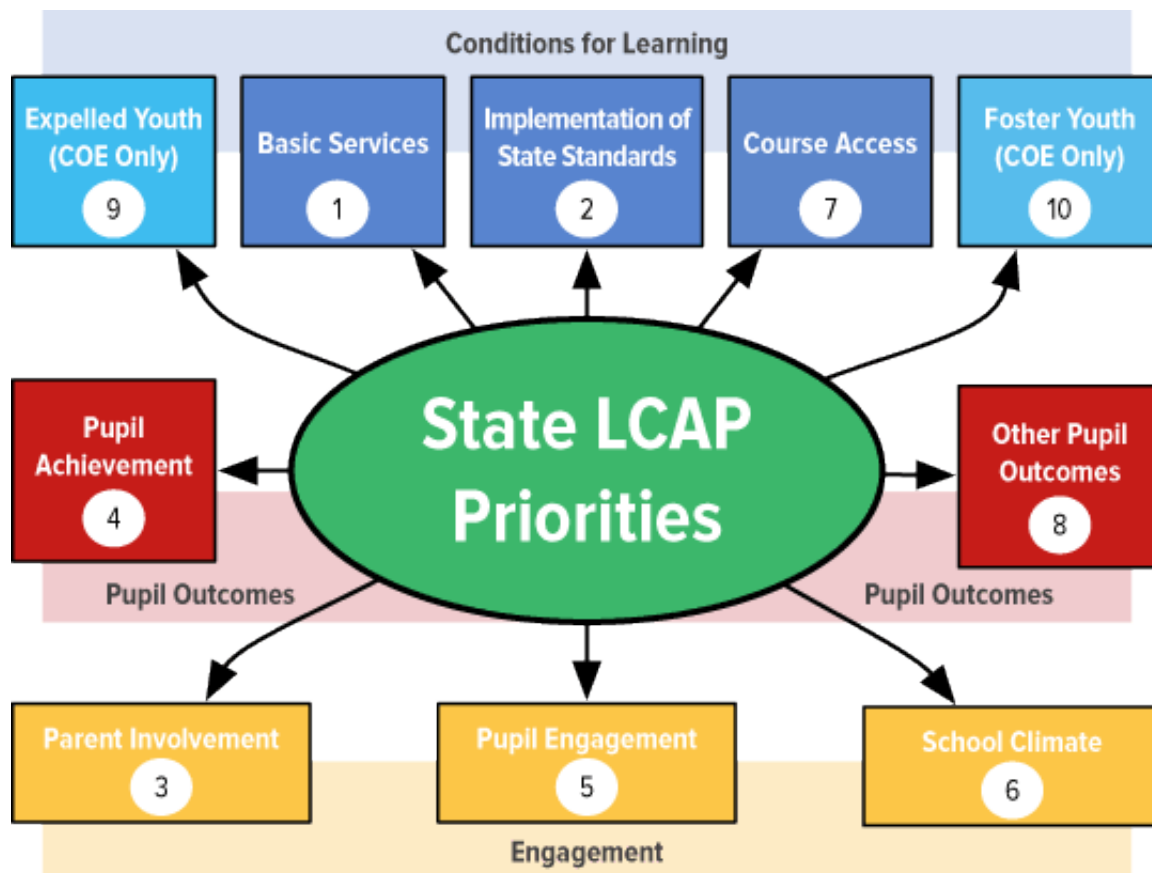 Conditions for Learning
Expelled Youth
(COE Only)
9
Basic Services
1
Implementation of
State Standards
2
Course Access
7
Foster Youth
(COE Only)
10
State LCAP
Priorities
Pupil
Achievement
4
Other Pupil
Outcomes
8
Pupil Outcomes
Pupil Outcomes
Parent Involvement
3
Pupil Engagement
5
School Climate
6
Engagement